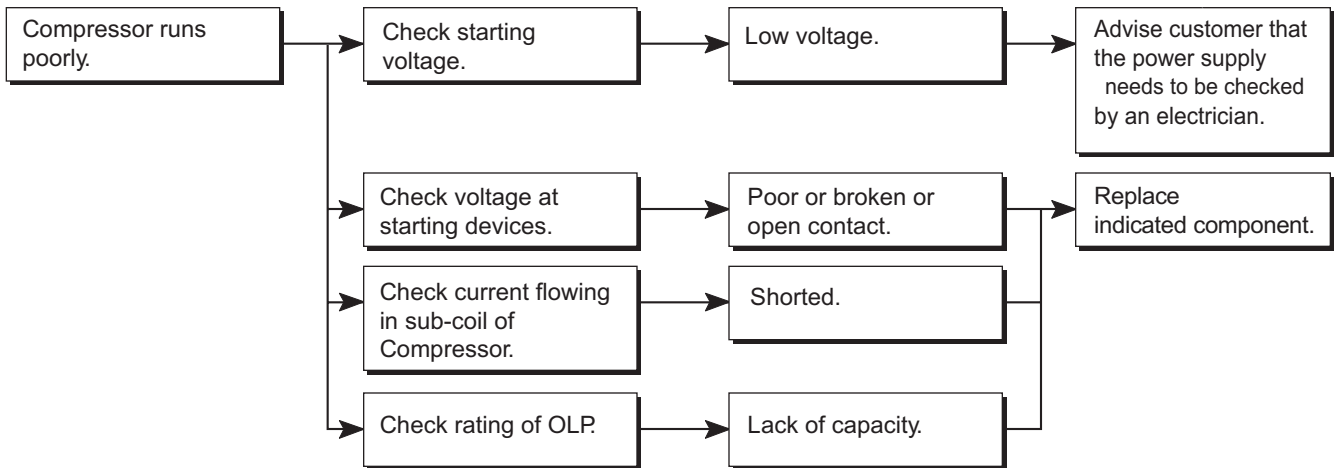 Compressor runs
poorly.
Check starting
voltage.
Low voltage.
Advise customer that
the power supply
needs to be checked
by an electrician.
Check voltage at
starting devices.
Poor or broken or
open contact.
Replace
indicated component.
Check current flowing
in sub-coil of
Compressor.
Shorted.
Check rating of OLP.
Lack of capacity.